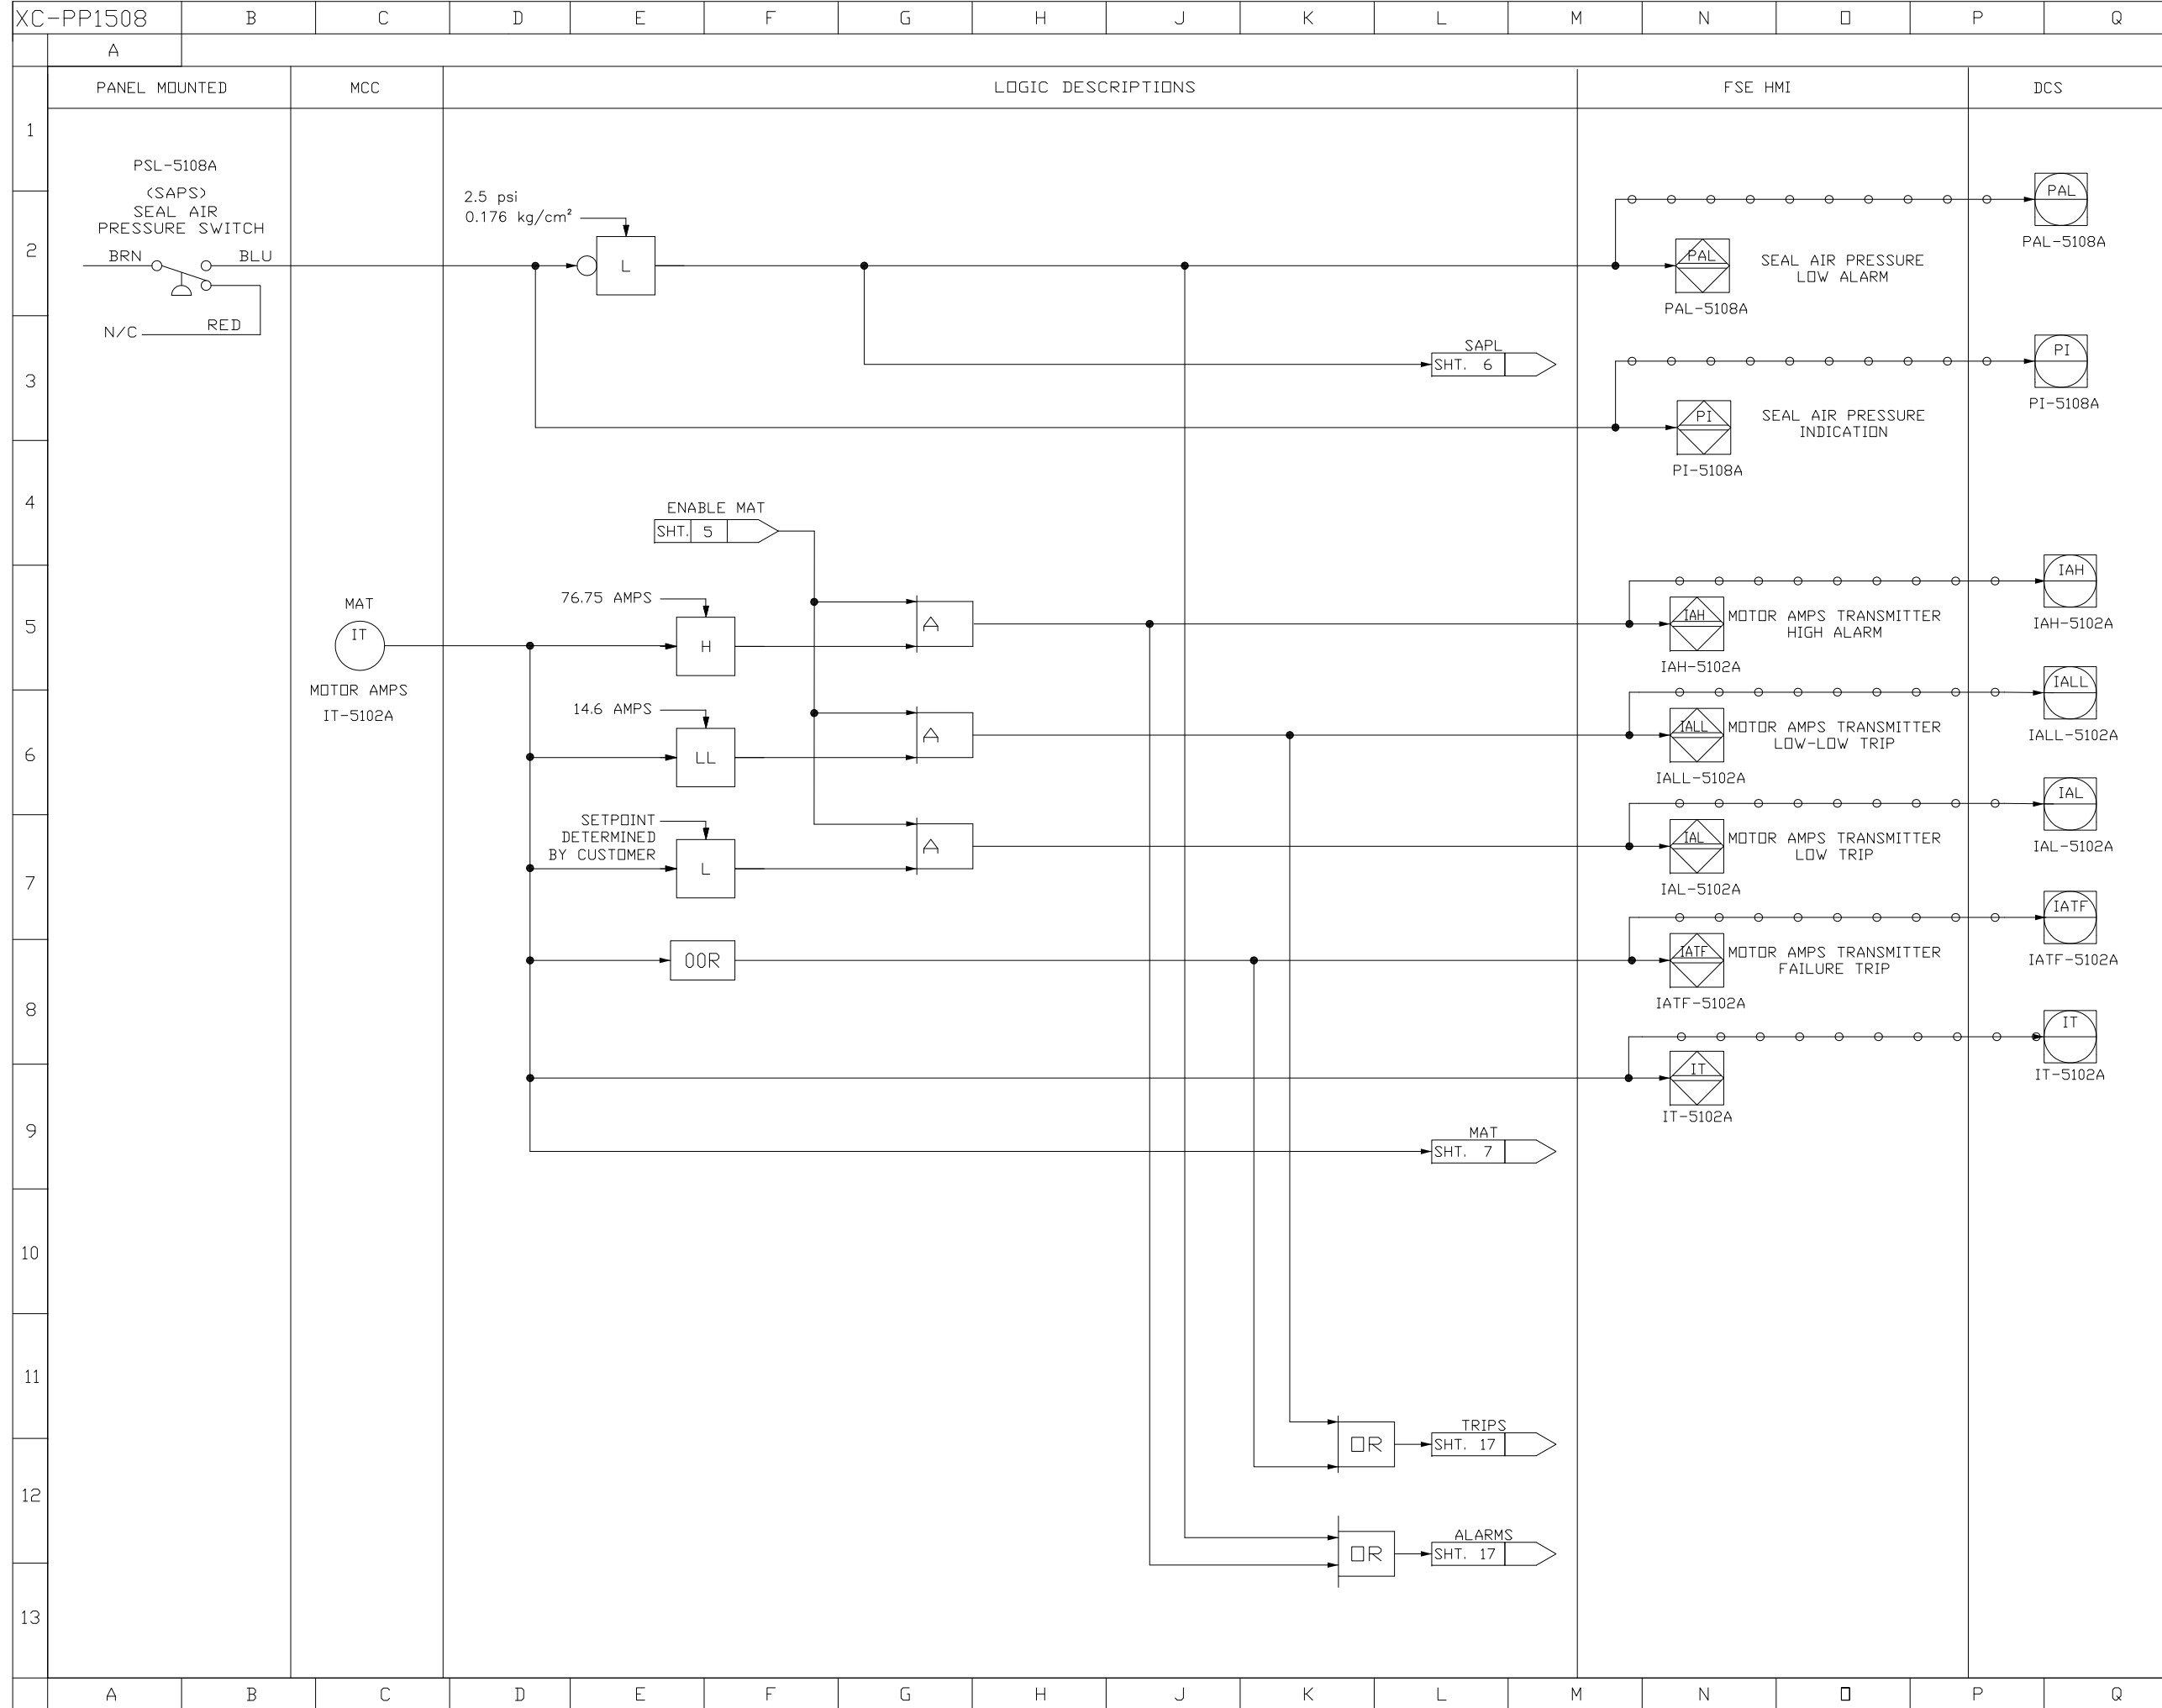 XC-PP1508
B C D E F G H J K L M N O P Q
A
PANEL MOUNTED
MCC
LOGIC DESCRIPTIONS
FSE HMI
DCS
1
PSL-5108A
(SAPS)
SEAL AIR
PRESSURE SWITCH
BRN
BLU
RED
N/C
2.5 psi
0.176 kg/cm²
L
PAL
PAL-5108A
PAL
SEAL AIR PRESSURE
LOW ALARM
PAL-5108A
2
SAPL
SHT. 6
PI
PI-5108A
3
PI
SEAL AIR PRESSURE
INDICATION
PI-5108A
4
ENABLE MAT
SHT. 5
MAT
IT
MOTOR AMPS
IT-5102A
5
76.75 AMPS
H
A
IAH
MOTOR AMPS TRANSMITTER
HIGH ALARM
IAH-5102A
IAH
IAH-5102A
6
14.6 AMPS
LL
A
IALL
MOTOR AMPS TRANSMITTER
LOW-LOW TRIP
IALL-5102A
IALL
IALL-5102A
7
SETPOINT
DETERMINED
BY CUSTOMER
L
A
IAL
MOTOR AMPS TRANSMITTER
LOW TRIP
IAL-5102A
IAL
IAL-5102A
OOR
IATF
MOTOR AMPS TRANSMITTER
FAILURE TRIP
IATF-5102A
IATF
IATF-5102A
8
IT
IT-5102A
IT
IT-5102A
9
MAT
SHT. 7
10
11
TRIPS
OR
SHT. 17
12
ALARMS
OR
SHT. 17
13
A B C D E F G H J K L M N O P Q